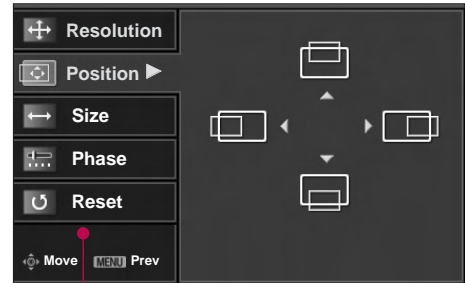 Resolution
Position ▶
Size
Phase
Reset
Move MENU Prev